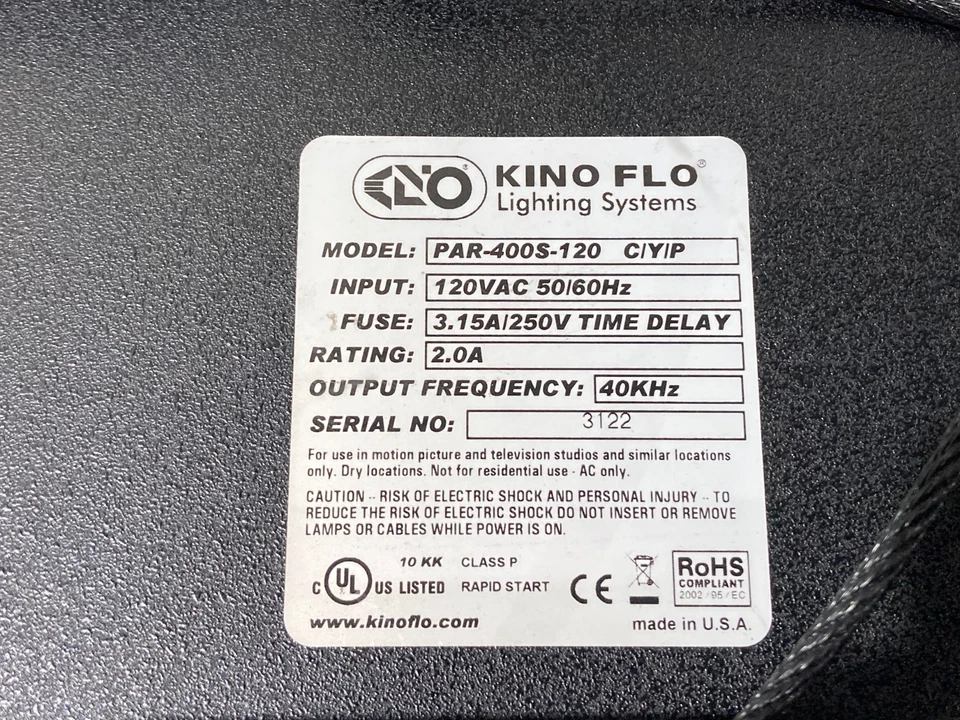 KINO ® KINO FLO®
Lighting Systems
MODEL: PAR-400S-120 C/Y/P
INPUT: 120VAC 50/60Hz
FUSE: 3.15A/250V TIME DELAY
RATING: 2.0A
OUTPUT FREQUENCY: 40KHz
SERIAL NO: 3122
For use in motion picture and television studios and similar locations
only. Dry locations. Not for residential use - AC only.
CAUTION -- RISK OF ELECTRIC SHOCK AND PERSONAL INJURY -- TO
REDUCE THE RISK OF ELECTRIC SHOCK DO NOT INSERT OR REMOVE
LAMPS OR CABLES WHILE POWER IS ON.
10 KK CLASS P
C UL ® US LISTED RAPID START CE
RoHS
COMPLIANT
2002/95/EC
www.kinoflo.com made in U.S.A.